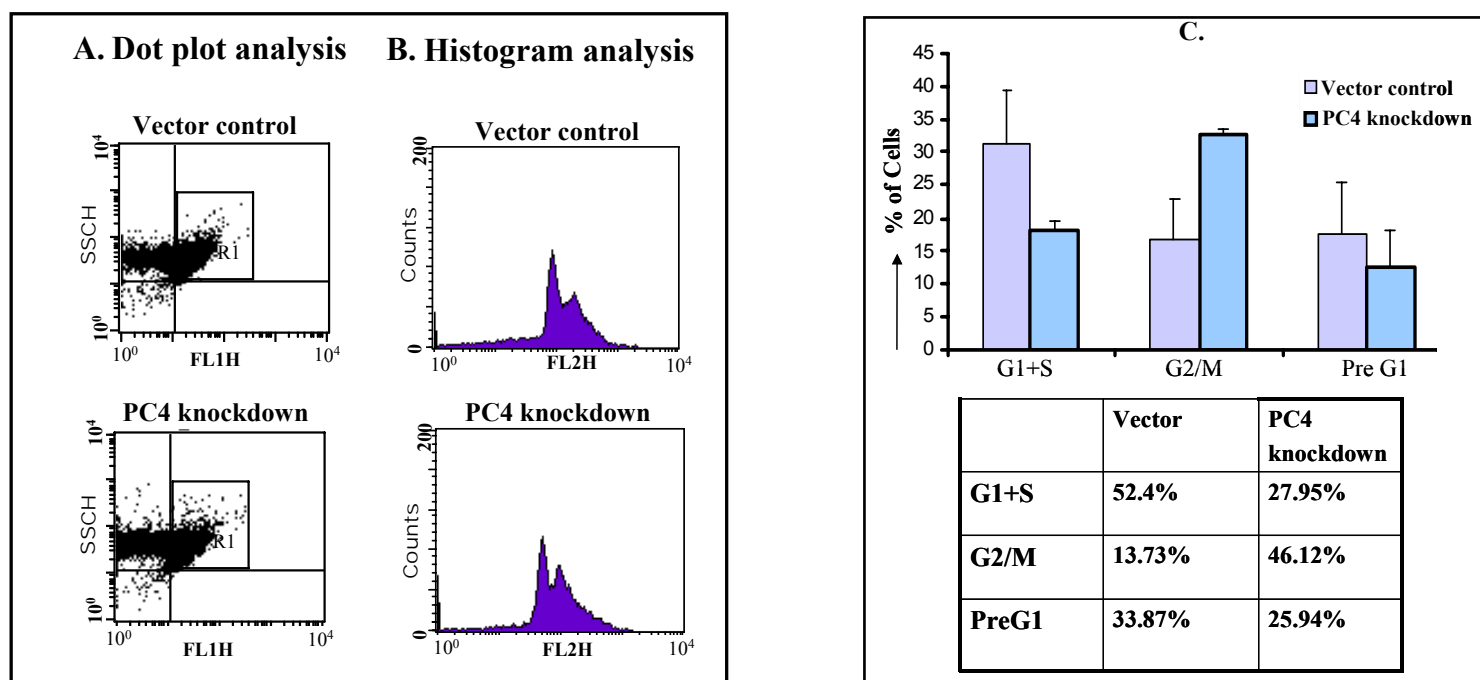 A. Dot plot analysis
B. Histogram analysis
Vector control
10⁴
SSCH
R1
10⁰
10⁰
10⁴
FL1H
Vector control
200
Counts
0
10⁰
10⁴
FL2H
PC4 knockdown
10⁴
SSCH
R1
10⁰
10⁰
10⁴
FL1H
PC4 knockdown
200
Counts
0
10⁰
10⁴
FL2H
C.
% of Cells
45
40
35
30
25
20
15
10
5
0
Vector control
PC4 knockdown
G1+S G2/M Pre G1
Vector PC4
knockdown
G1+S 52.4% 27.95%
G2/M 13.73% 46.12%
PreG1 33.87% 25.94%